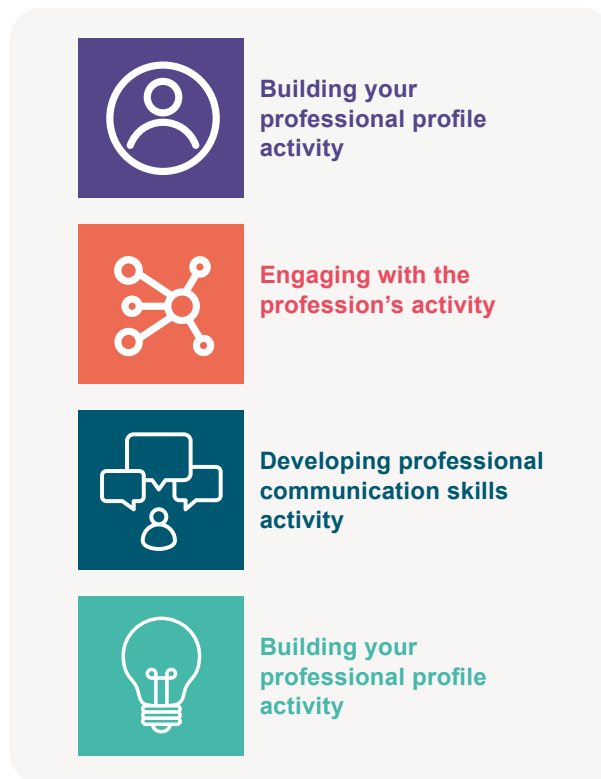 Building your
professional profile
activity
Engaging with the
profession’s activity
Developing professional
communication skills
activity
Building your
professional profile
activity